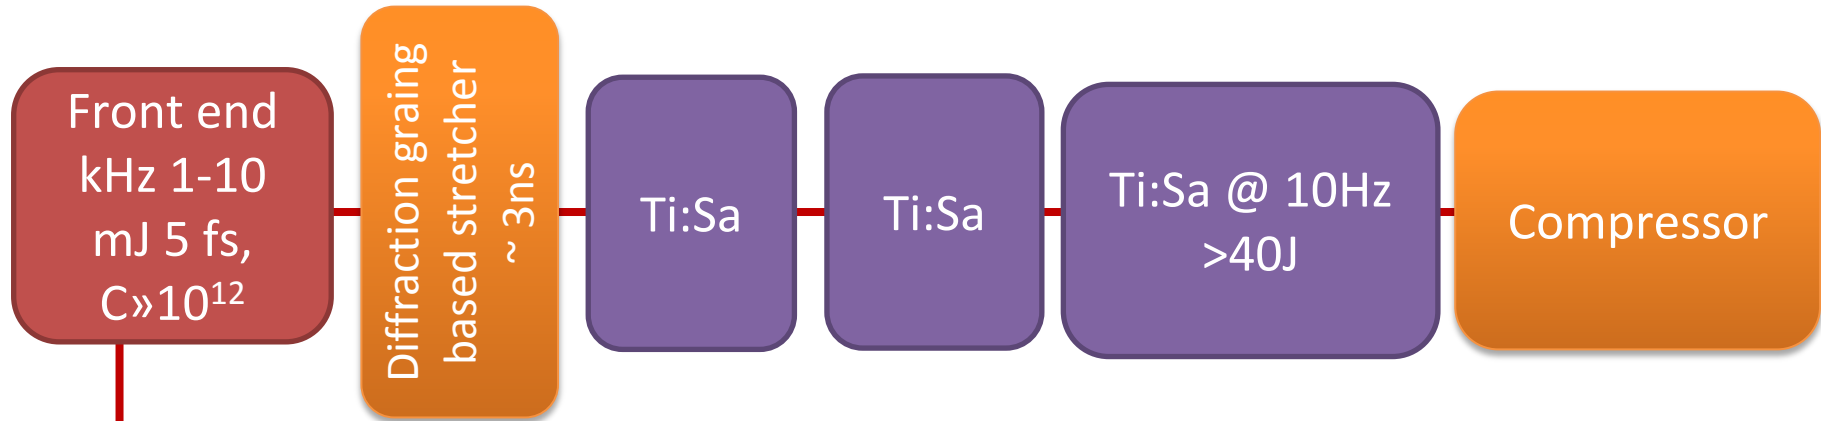 Front end
kHz 1-10
mJ 5 fs,
C»10¹²
Diffraction graing
based stretcher
~ 3ns
Ti:Sa
Ti:Sa
Ti:Sa @ 10Hz
>40J
Compressor